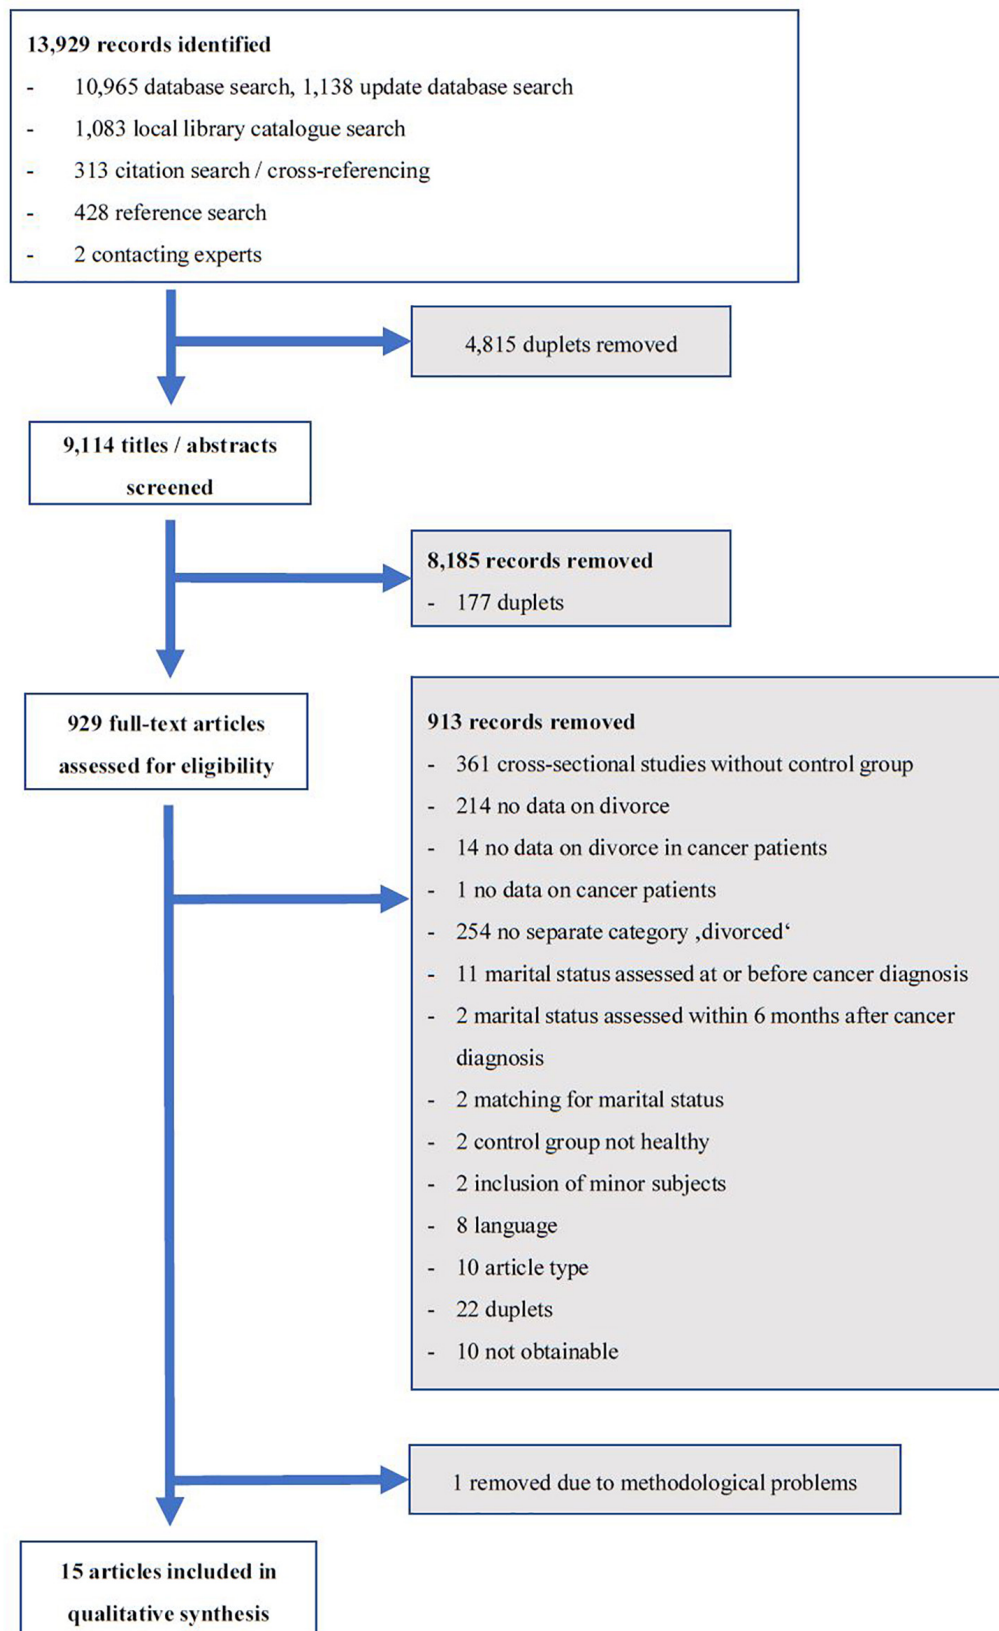 13,929 records identified
- 10,965 database search, 1,138 update database search
- 1,083 local library catalogue search
- 313 citation search / cross-referencing
- 428 reference search
- 2 contacting experts
4,815 duplets removed
9,114 titles / abstracts
screened
8,185 records removed
- 177 duplets
929 full-text articles
assessed for eligibility
913 records removed
- 361 cross-sectional studies without control group
- 214 no data on divorce
- 14 no data on divorce in cancer patients
- 1 no data on cancer patients
- 254 no separate category ‚divorced‘
- 11 marital status assessed at or before cancer diagnosis
- 2 marital status assessed within 6 months after cancer
diagnosis
- 2 matching for marital status
- 2 control group not healthy
- 2 inclusion of minor subjects
- 8 language
- 10 article type
- 22 duplets
- 10 not obtainable
1 removed due to methodological problems
15 articles included in
qualitative synthesis